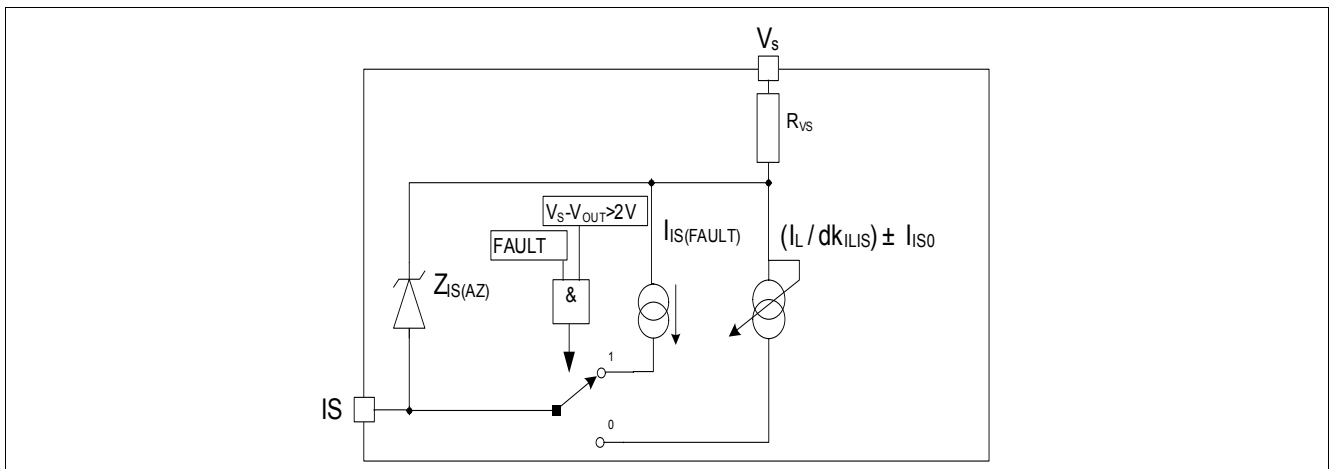 Vs
RVS
VS-VOUT>2V
IIS(FAULT)
(IL / dkILIS) ± IIS0
FAULT
ZIS(AZ)
&
1
IS
0